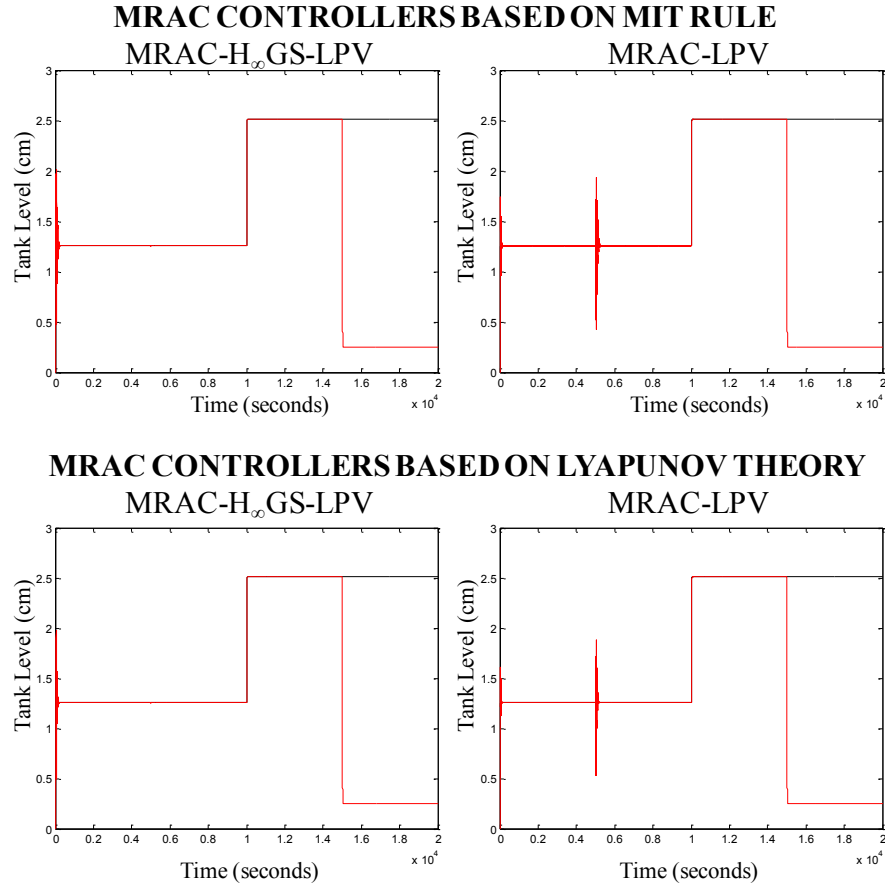 MRAC CONTROLLERS BASED ON MIT RULE
MRAC-H∞GS-LPV
MRAC-LPV
Tank Level (cm)
3
2.5
2
1.5
1
0.5
0
0 0.2 0.4 0.6 0.8 1 1.2 1.4 1.6 1.8 2
Time (seconds)
x 10^4
Tank Level (cm)
3
2.5
2
1.5
1
0.5
0
0 0.2 0.4 0.6 0.8 1 1.2 1.4 1.6 1.8 2
Time (seconds)
x 10^4
MRAC CONTROLLERS BASED ON LYAPUNOV THEORY
MRAC-H∞GS-LPV
MRAC-LPV
Tank Level (cm)
3
2.5
2
1.5
1
0.5
0
0 0.2 0.4 0.6 0.8 1 1.2 1.4 1.6 1.8 2
Time (seconds)
x 10^4
Tank Level (cm)
3
2.5
2
1.5
1
0.5
0
0 0.2 0.4 0.6 0.8 1 1.2 1.4 1.6 1.8 2
Time (seconds)
x 10^4